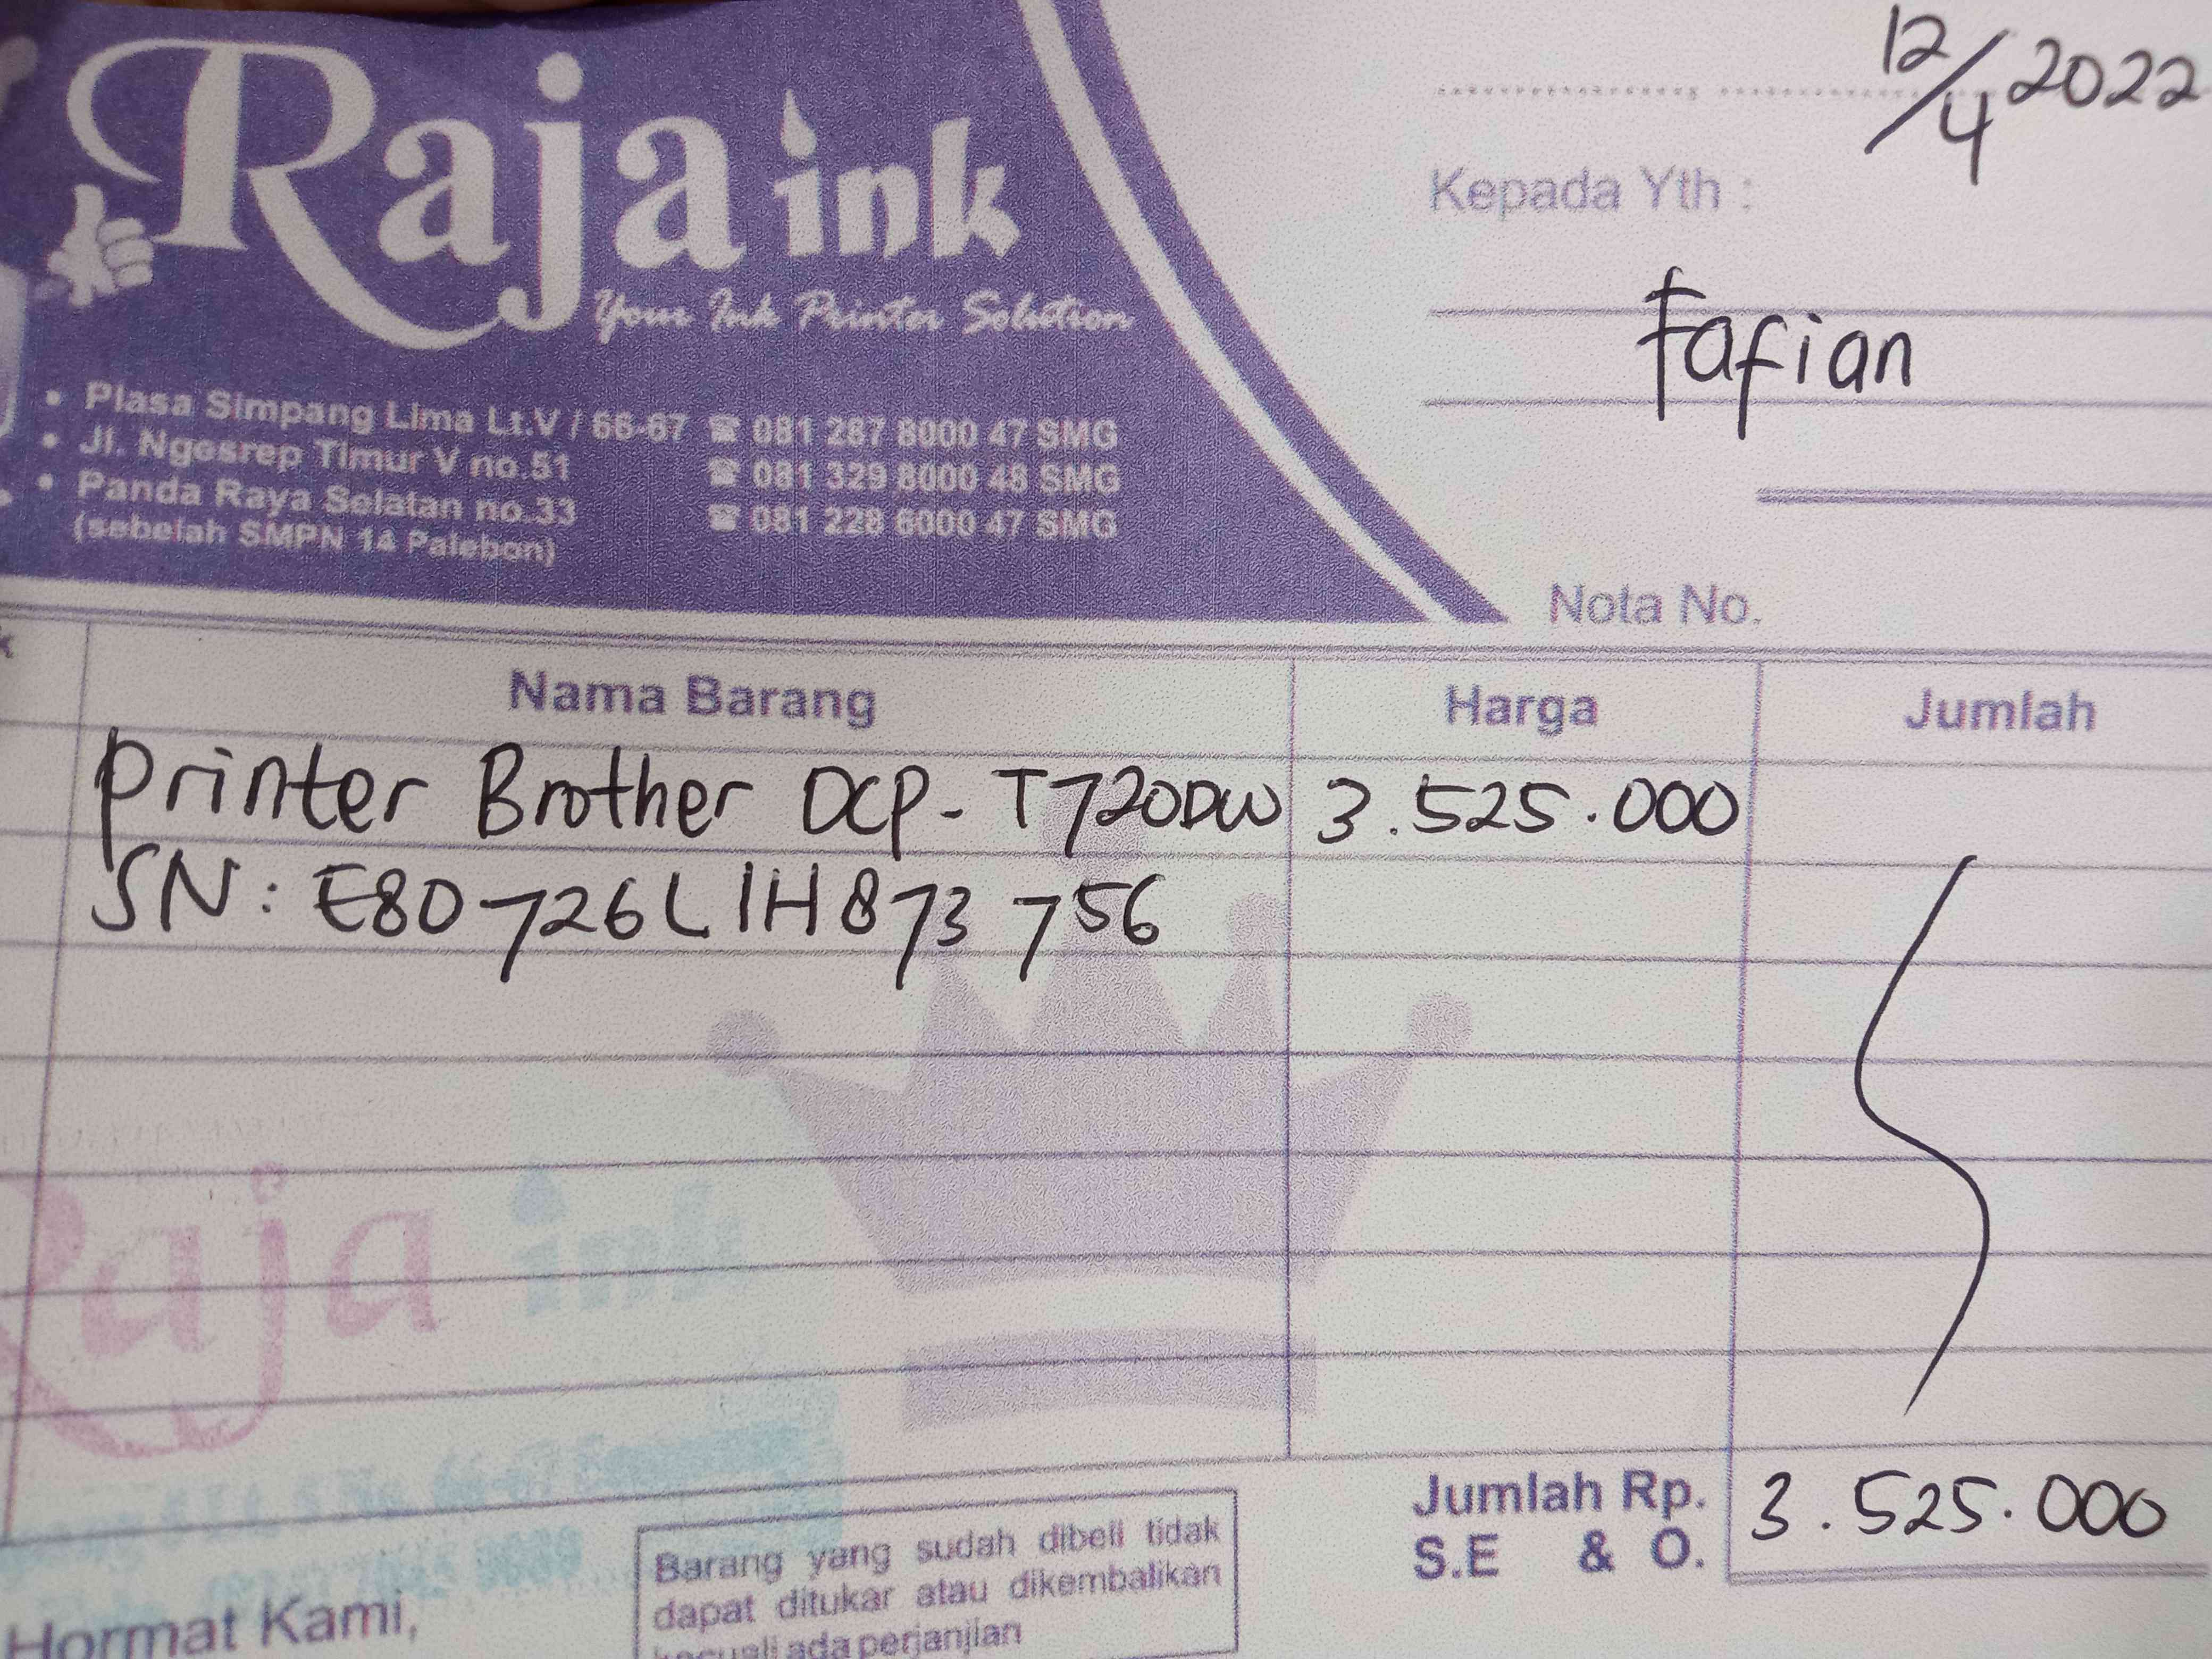 Raja ink
Your Ink Printer Solution
• Plasa Simpang Lima Lt.V / 66-67 ☎ 081 287 8000 47 SMG
• Jl. Ngesrep Timur V no.51 ☎ 081 329 8000 48 SMG
• Panda Raya Selatan no.33 ☎ 081 228 6000 47 SMG
(sebelah SMPN 14 Palebon)
12/4 2022
Kepada Yth :
Fafian
Nota No.
k Nama Barang Harga Jumlah
Printer Brother DCP-T720DW 3.525.000
SN: E80726L1H873756
Raja ink
Jumlah Rp. 3.525.000
S.E & O.
Hormat Kami,
Barang yang sudah dibeli tidak
dapat ditukar atau dikembalikan
kecuali ada perjanjian